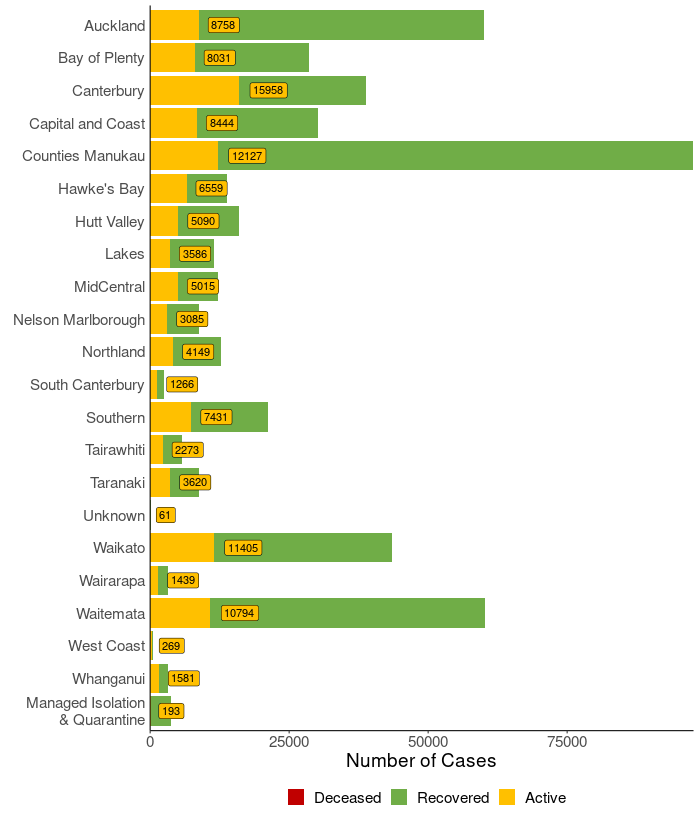 Auckland 8758
Bay of Plenty 8031
Canterbury 15958
Capital and Coast 8444
Counties Manukau 12127
Hawke's Bay 6559
Hutt Valley 5090
Lakes 3586
MidCentral 5015
Nelson Marlborough 3085
Northland 4149
South Canterbury 1266
Southern 7431
Tairawhiti 2273
Taranaki 3620
Unknown 61
Waikato 11405
Wairarapa 1439
Waitemata 10794
West Coast 269
Whanganui 1581
Managed Isolation
& Quarantine 193
0 25000 50000 75000
Number of Cases
Deceased Recovered Active